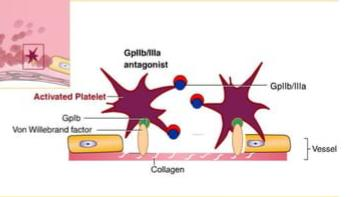 GpIIb/IIIa
antagonist
GpIIb/IIIa
Activated Platelet
GpIb
Von Willebrand factor
Vessel
Collagen